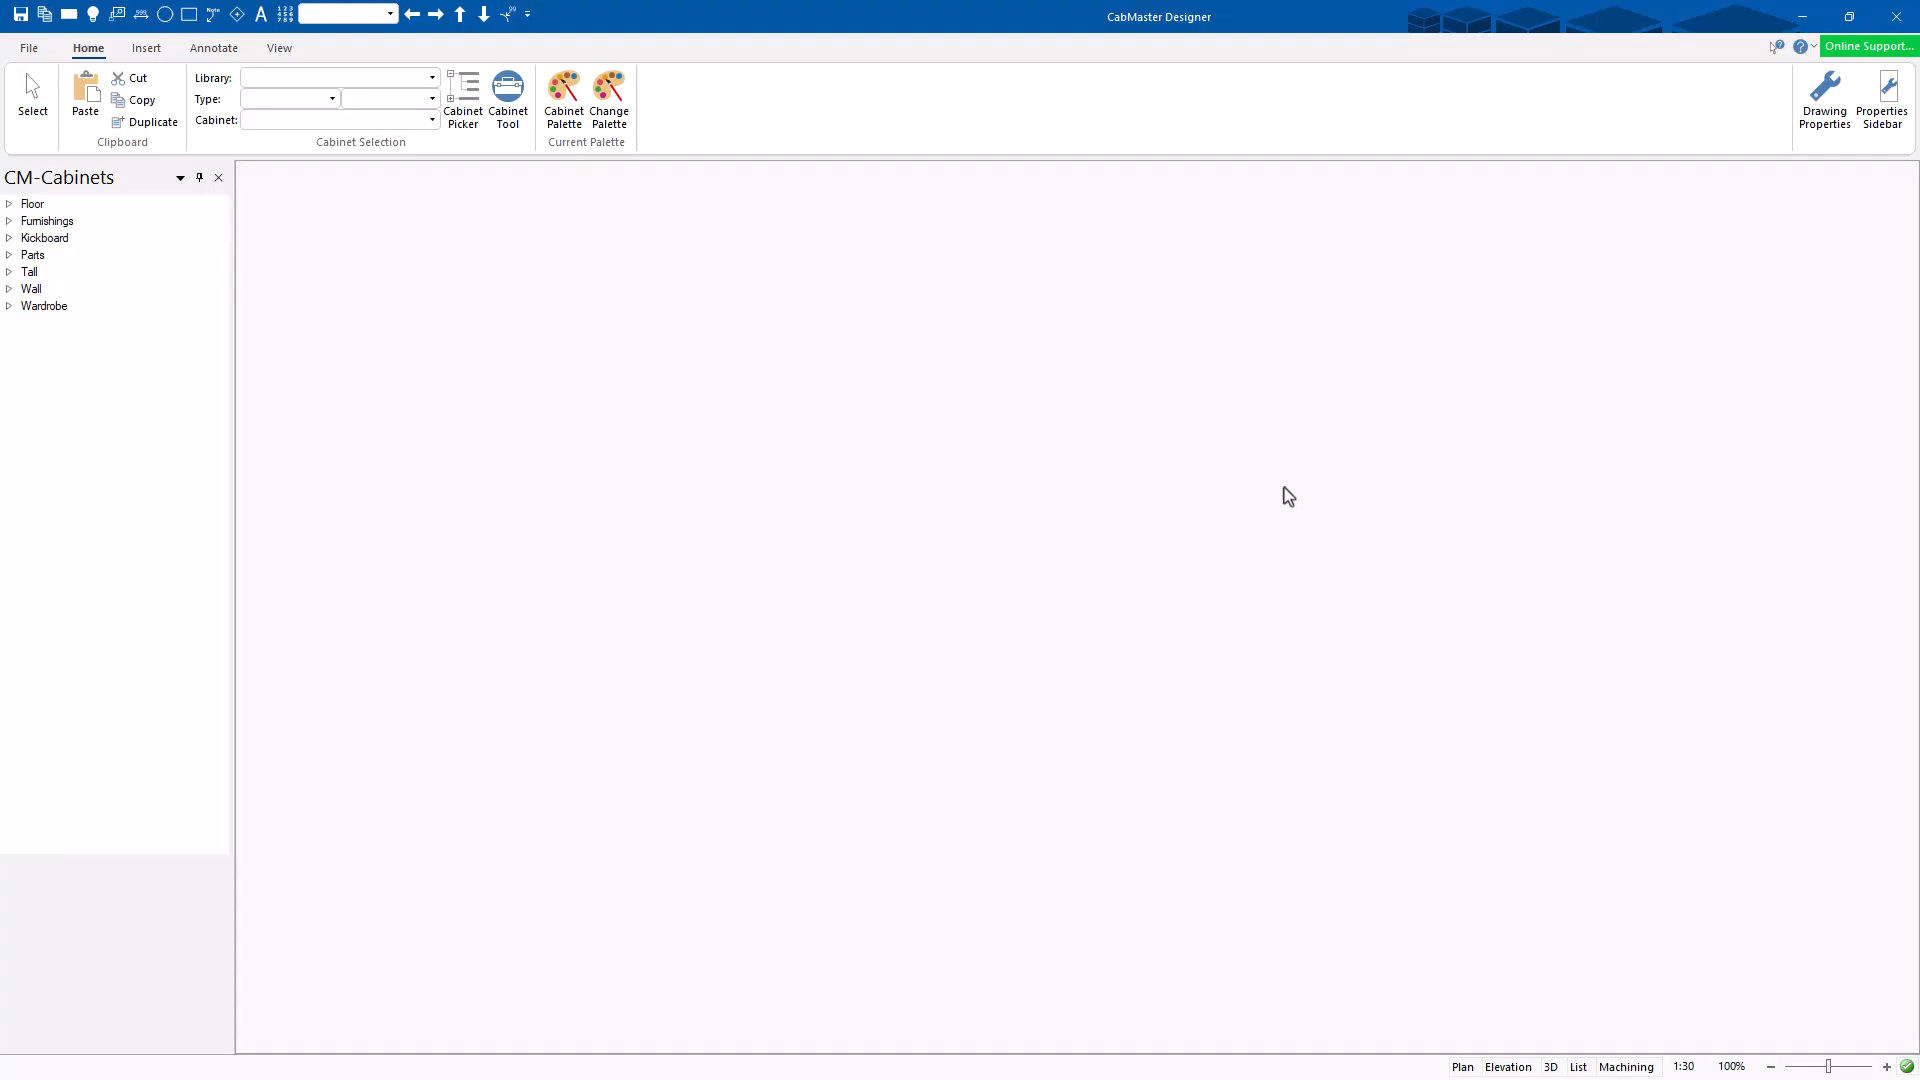 CabMaster Designer
File Home Insert Annotate View Online Support...
Select
Paste
Cut
Copy
Duplicate
Clipboard
Library:
Type:
Cabinet:
Cabinet Picker
Cabinet Tool
Cabinet Selection
Cabinet Palette
Change Palette
Current Palette
Drawing Properties
Properties Sidebar
CM-Cabinets
Floor
Furnishings
Kickboard
Parts
Tall
Wall
Wardrobe
Plan Elevation 3D List Machining 1:30 100%